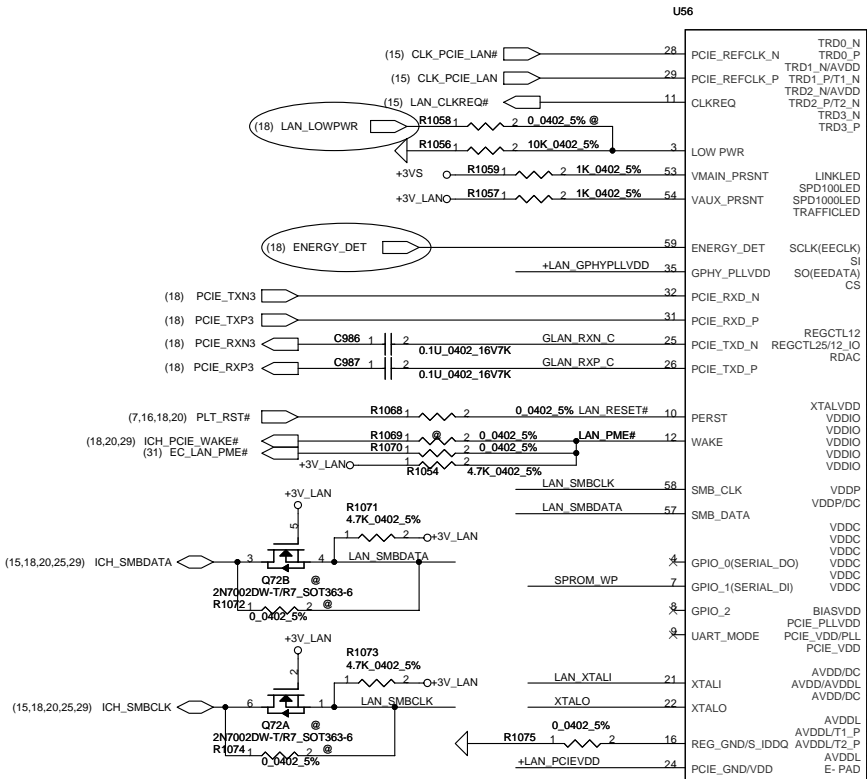 U56
(15) CLK_PCIE_LAN# 28 PCIE_REFCLK_N TRD0_N
TRD0_P
TRD1_N/AVDD
(15) CLK_PCIE_LAN 29 PCIE_REFCLK_P TRD1_P/T1_N
TRD2_N/AVDD
(15) LAN_CLKREQ# 11 CLKREQ TRD2_P/T2_N
TRD3_N
TRD3_P
(18) LAN_LOWPWR R1058 1 2 0_0402_5% @
R1056 1 2 10K_0402_5% 3 LOW PWR
+3VS R1059 1 2 1K_0402_5% 53 VMAIN_PRSNT LINKLED
SPD100LED
+3V_LAN R1057 1 2 1K_0402_5% 54 VAUX_PRSNT SPD1000LED
TRAFFICLED
(18) ENERGY_DET 59 ENERGY_DET SCLK(EECLK)
SI
+LAN_GPHYPLLVDD 35 GPHY_PLLVDD SO(EEDATA)
CS
(18) PCIE_TXN3 32 PCIE_RXD_N
(18) PCIE_TXP3 31 PCIE_RXD_P
REGCTL12
(18) PCIE_RXN3 C986 1 2 0.1U_0402_16V7K GLAN_RXN_C 25 PCIE_TXD_N REGCTL25/12_IO
RDAC
(18) PCIE_RXP3 C987 1 2 0.1U_0402_16V7K GLAN_RXP_C 26 PCIE_TXD_P
XTALVDD
(7,16,18,20) PLT_RST# R1068 1 2 0_0402_5% LAN_RESET# 10 PERST VDDIO
VDDIO
(18,20,29) ICH_PCIE_WAKE# R1069 1 @ 2 0_0402_5% LAN_PME# 12 WAKE VDDIO
(31) EC_LAN_PME# R1070 1 2 0_0402_5% VDDIO
+3V_LAN R1054 1 2 4.7K_0402_5% VDDIO
LAN_SMBCLK 58 SMB_CLK VDDP
VDDP/DC
LAN_SMBDATA 57 SMB_DATA
VDDC
VDDC
VDDC
4 GPIO_0(SERIAL_DO) VDDC
VDDC
SPROM_WP 7 GPIO_1(SERIAL_DI) VDDC
8 GPIO_2 BIASVDD
PCIE_PLLVDD
9 UART_MODE PCIE_VDD/PLL
PCIE_VDD
+3V_LAN
5
R1071
4.7K_0402_5%
1 2 +3V_LAN
(15,18,20,25,29) ICH_SMBDATA 3 4 LAN_SMBDATA
Q72B @
2N7002DW-T/R7_SOT363-6
R1072 1 2 @
0_0402_5%
+3V_LAN
2
R1073
4.7K_0402_5%
1 2 +3V_LAN
(15,18,20,25,29) ICH_SMBCLK 6 1 LAN_SMBCLK
Q72A @
2N7002DW-T/R7_SOT363-6
R1074 1 2 @
0_0402_5%
AVDD/DC
LAN_XTALI 21 XTALI AVDD/AVDDL
AVDD/DC
XTALO 22 XTALO
AVDDL
AVDDL/T1_P
R1075 1 2 0_0402_5% 16 REG_GND/S_IDDQ AVDDL/T2_P
AVDDL
+LAN_PCIEVDD 24 PCIE_GND/VDD E- PAD